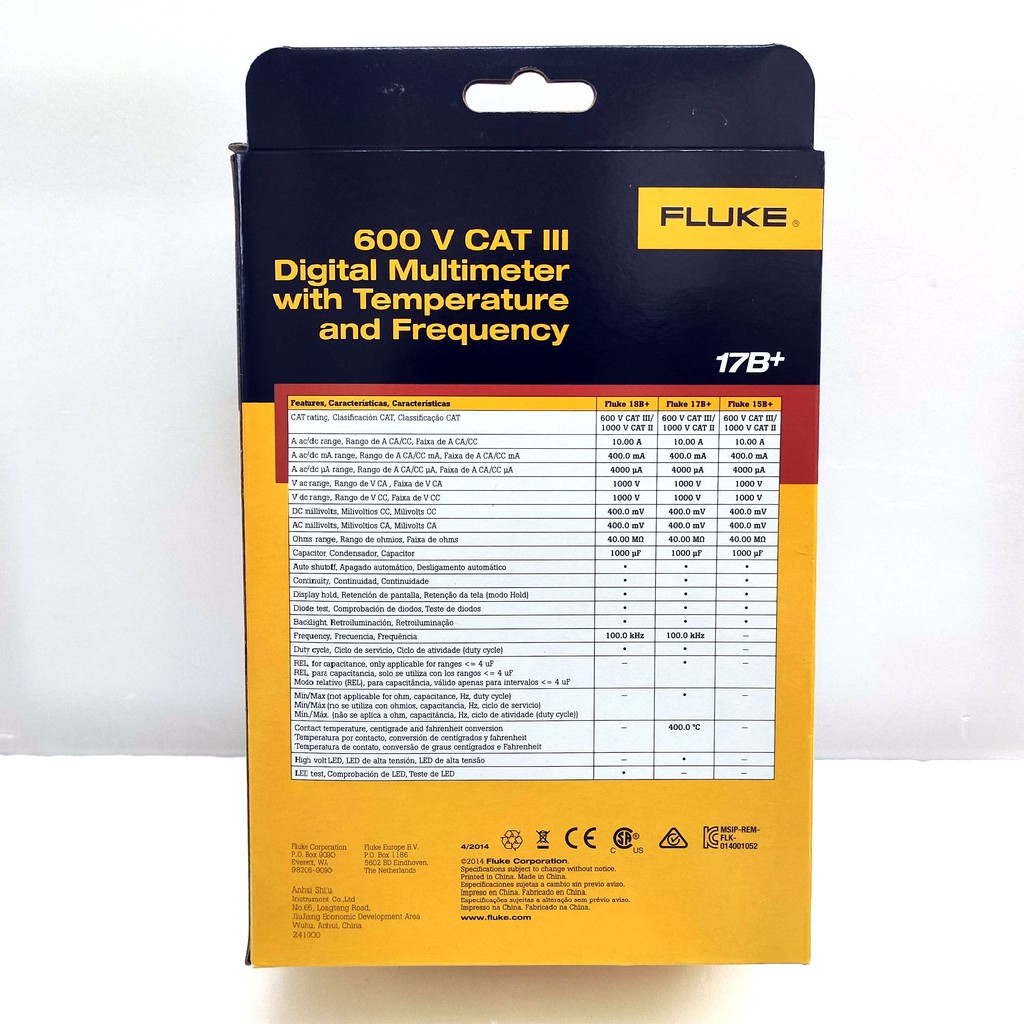 FLUKE®
600 V CAT III
Digital Multimeter
with Temperature
and Frequency
17B+
Features, Características, Características Fluke 18B+ Fluke 17B+ Fluke 15B+
CAT rating, Clasificación CAT, Classificação CAT 600 V CAT III/ 600 V CAT III/ 600 V CAT III/
1000 V CAT II 1000 V CAT II 1000 V CAT II
A ac/dc range, Rango de A CA/CC, Faixa de A CA/CC 10.00 A 10.00 A 10.00 A
A ac/dc mA range, Rango de A CA/CC mA, Faixa de A CA/CC mA 400.0 mA 400.0 mA 400.0 mA
A ac/dc µA range, Rango de A CA/CC µA, Faixa de A CA/CC µA 4000 µA 4000 µA 4000 µA
V ac range, Rango de V CA , Faixa de V CA 1000 V 1000 V 1000 V
V dc range, Rango de V CC, Faixa de V CC 1000 V 1000 V 1000 V
DC millivolts, Milivoltios CC, Milivolts CC 400.0 mV 400.0 mV 400.0 mV
AC millivolts, Milivoltios CA, Milivolts CA 400.0 mV 400.0 mV 400.0 mV
Ohms range, Rango de ohmios, Faixa de ohms 40.00 MΩ 40.00 MΩ 40.00 MΩ
Capacitor, Condensador, Capacitor 1000 µF 1000 µF 1000 µF
Auto shutoff, Apagado automático, Desligamento automático • • •
Continuity, Continuidad, Continuidade • • •
Display hold, Retención de pantalla, Retenção da tela (modo Hold) • • •
Diode test, Comprobación de diodos, Teste de diodos • • •
Backlight, Retroiluminación, Retroiluminação • • •
Frequency, Frecuencia, Frequência 100.0 kHz 100.0 kHz –
Duty cycle, Ciclo de servicio, Ciclo de atividade (duty cycle) • • –
REL, for capacitance, only applicable for ranges <= 4 uF – • –
REL, para capacitancia, solo se utiliza con los rangos <= 4 uF
Modo relativo (REL), para capacitância, válido apenas para intervalos <= 4 uF
Min/Max (not applicable for ohm, capacitance, Hz, duty cycle) – • –
Mín/Máx (no se utiliza con ohmios, capacitancia, Hz, ciclo de servicio)
Mín./Máx. (não se aplica a ohm, capacitância, Hz, ciclo de atividade (duty cycle))
Contact temperature, centigrade and fahrenheit conversion – 400.0 °C –
Temperatura por contacto, conversión de centígrados y fahrenheit
Temperatura de contato, conversão de graus centígrados e Fahrenheit
High volt LED, LED de alta tensión, LED de alta tensão – • –
LED test, Comprobación de LED, Teste de LED • – –
Fluke Corporation
P.O. Box 9090
Everett, WA
98206-9090
Fluke Europe B.V.
P.O. Box 1186
5602 BD Eindhoven,
The Netherlands
Anhui Shi'u
Instrument Co.,Ltd
No.66, Longteng Road,
JiuJiang Economic Development Area
Wuhu, Anhui, China
241000
4/2014
CE
SA®
C US
MSIP-REM-
FLK-
014001052
©2014 Fluke Corporation.
Specifications subject to change without notice.
Printed in China. Made in China.
Especificaciones sujetas a cambio sin previo aviso.
Impreso en China. Fabricado en China.
Especificações sujeitas a alteração sem prévio aviso.
Impresso na China. Fabricado na China.
www.fluke.com